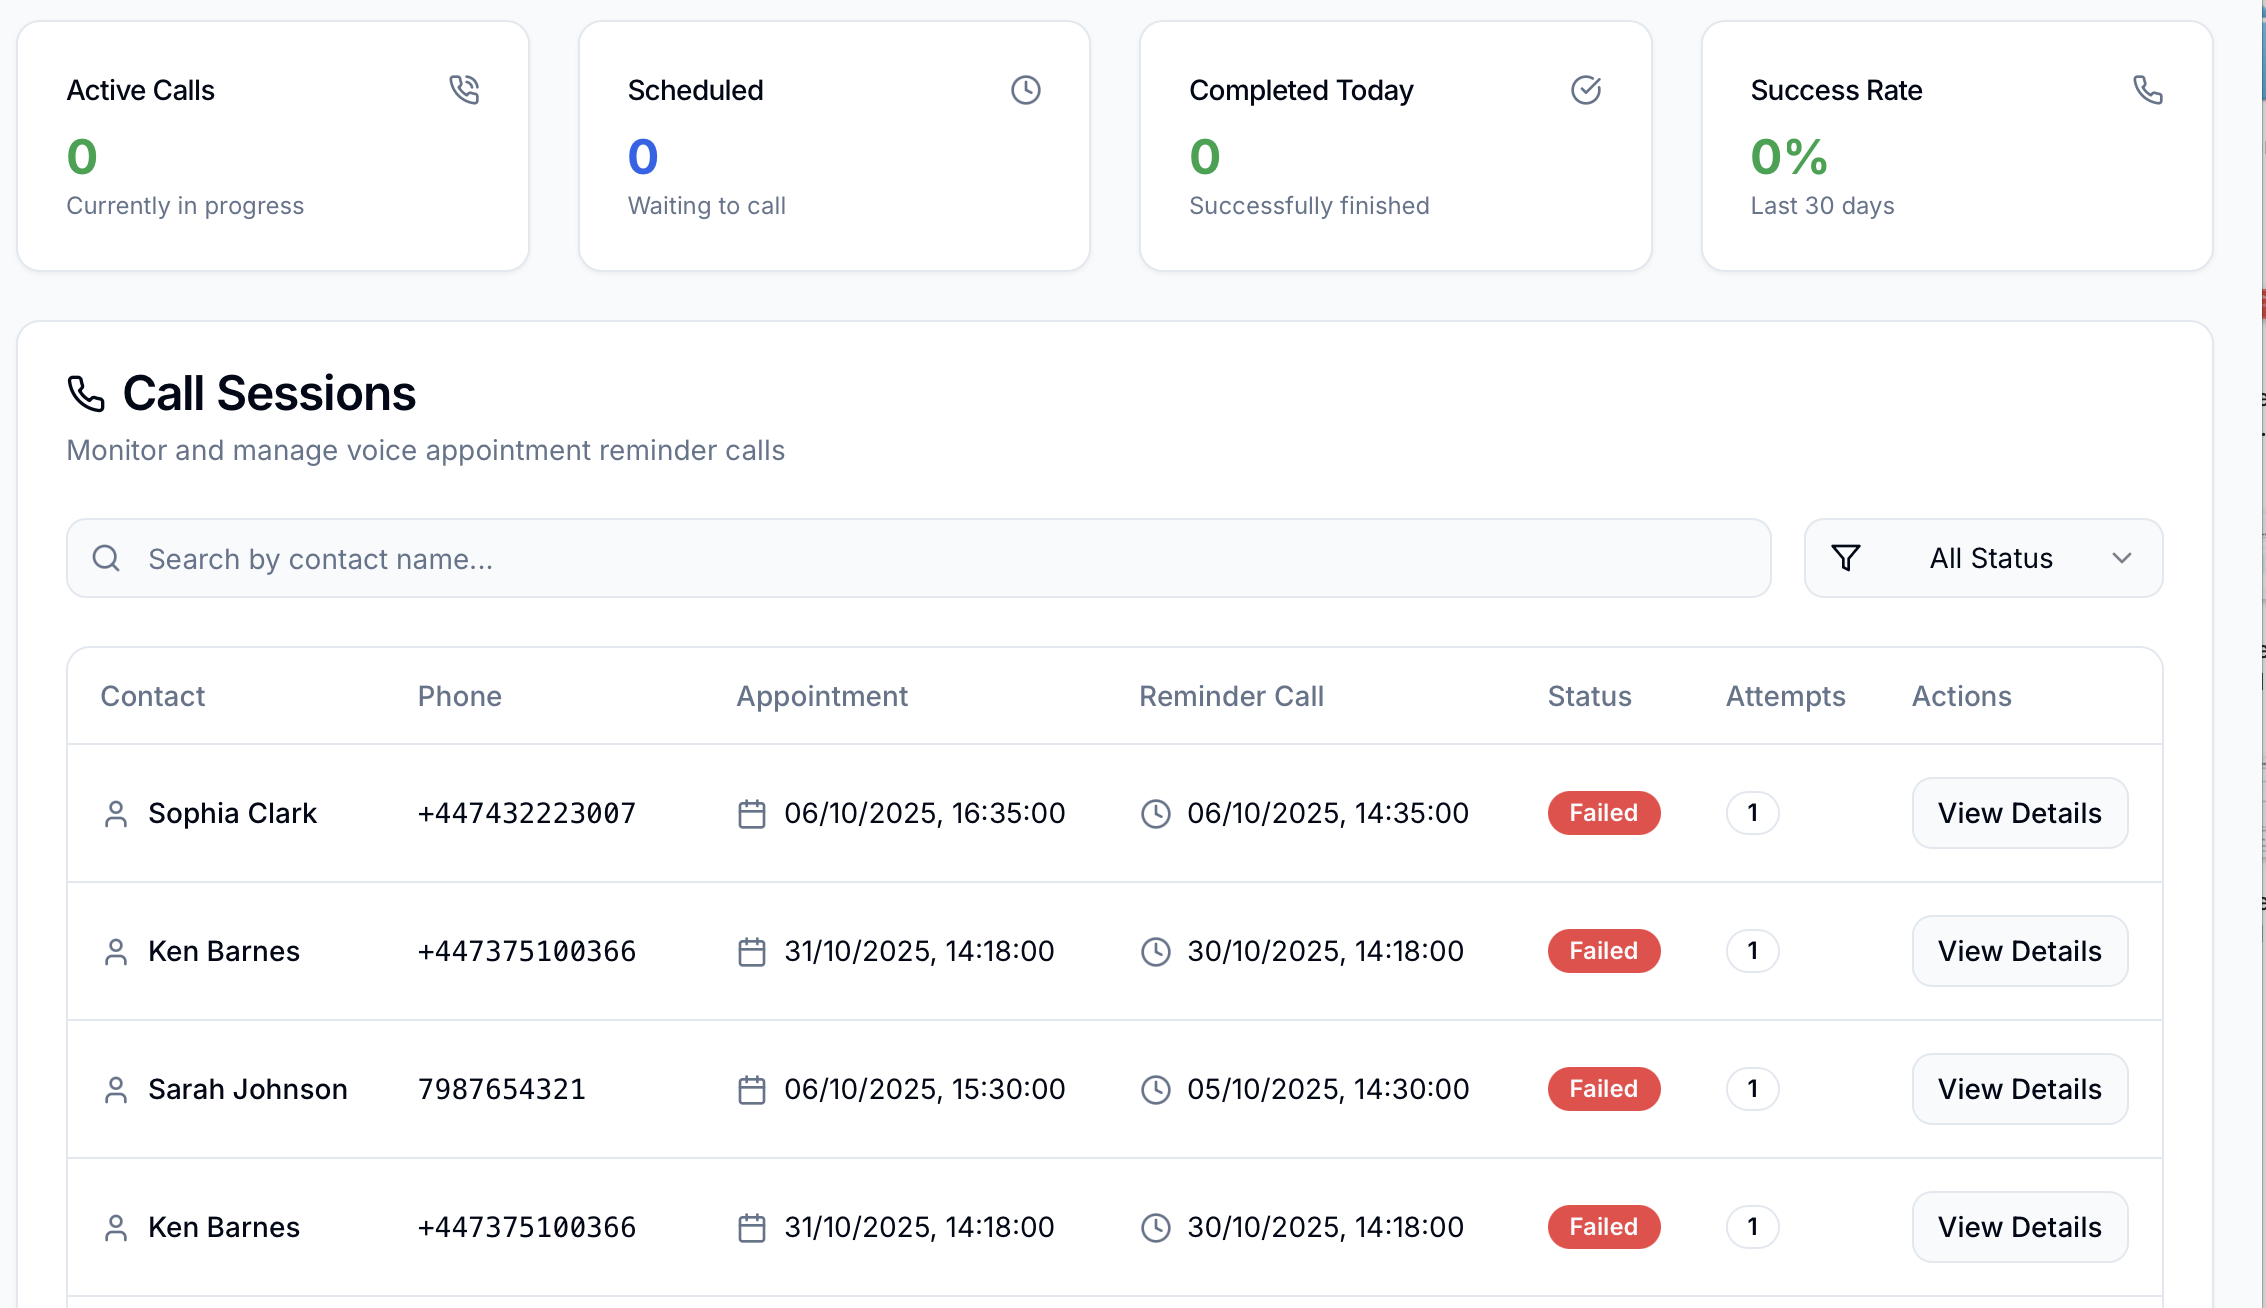 Active Calls
0
Currently in progress
Scheduled
0
Waiting to call
Completed Today
0
Successfully finished
Success Rate
0%
Last 30 days
Call Sessions
Monitor and manage voice appointment reminder calls
Search by contact name...
All Status
Contact Phone Appointment Reminder Call Status Attempts Actions
Sophia Clark +447432223007 06/10/2025, 16:35:00 06/10/2025, 14:35:00 Failed 1 View Details
Ken Barnes +447375100366 31/10/2025, 14:18:00 30/10/2025, 14:18:00 Failed 1 View Details
Sarah Johnson 7987654321 06/10/2025, 15:30:00 05/10/2025, 14:30:00 Failed 1 View Details
Ken Barnes +447375100366 31/10/2025, 14:18:00 30/10/2025, 14:18:00 Failed 1 View Details